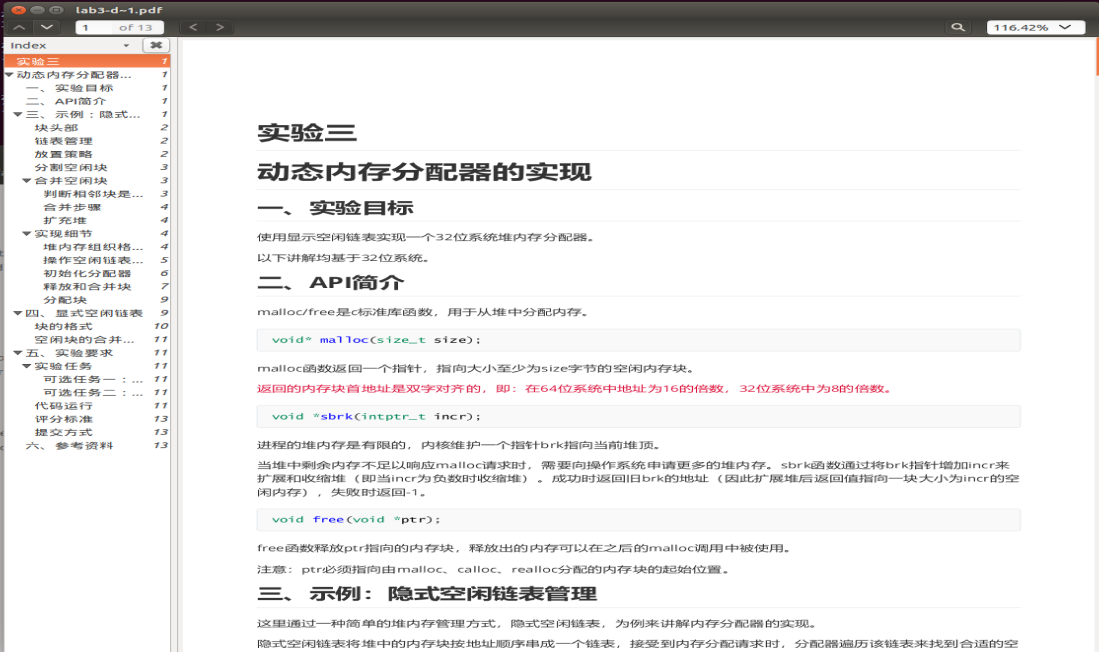 lab3-d~1.pdf
1 of 13
116.42%
Index
实验三 1
动态内存分配器... 1
一、实验目标 1
二、API简介 1
三、示例：隐式... 1
块头部 2
链表管理 2
放置策略 2
分割空闲块 3
合并空闲块 3
判断相邻块是... 3
合并步骤 4
扩充堆 4
实现细节 4
堆内存组织格... 4
操作空闲链表... 5
初始化分配器 6
释放和合并块 7
分配块 9
四、显式空闲链表 9
块的格式 10
空闲块的合并... 11
五、实验要求 11
实验任务 11
可选任务一：... 11
可选任务二：... 11
代码运行 11
评分标准 13
提交方式 13
六、参考资料 13
实验三
动态内存分配器的实现
一、实验目标
使用显示空闲链表实现一个32位系统堆内存分配器。
以下讲解均基于32位系统。
二、API简介
malloc/free是c标准库函数，用于从堆中分配内存。
void* malloc(size_t size);
malloc函数返回一个指针，指向大小至少为size字节的空闲内存块。
返回的内存块首地址是双字对齐的，即：在64位系统中地址为16的倍数，32位系统中为8的倍数。
void *sbrk(intptr_t incr);
进程的堆内存是有限的，内核维护一个指针brk指向当前堆顶。
当堆中剩余内存不足以响应malloc请求时，需要向操作系统申请更多的堆内存。sbrk函数通过将brk指针增加incr来
扩展和收缩堆（即当incr为负数时收缩堆）。成功时返回旧brk的地址（因此扩展堆后返回值指向一块大小为incr的空
闲内存），失败时返回-1。
void free(void *ptr);
free函数释放ptr指向的内存块，释放出的内存可以在之后的malloc调用中被使用。
注意：ptr必须指向由malloc、calloc、realloc分配的内存块的起始位置。
三、示例：隐式空闲链表管理
这里通过一种简单的堆内存管理方式，隐式空闲链表，为例来讲解内存分配器的实现。
隐式空闲链表将堆中的内存块按地址顺序串成一个链表，接受到内存分配请求时，分配器遍历该链表来找到合适的空